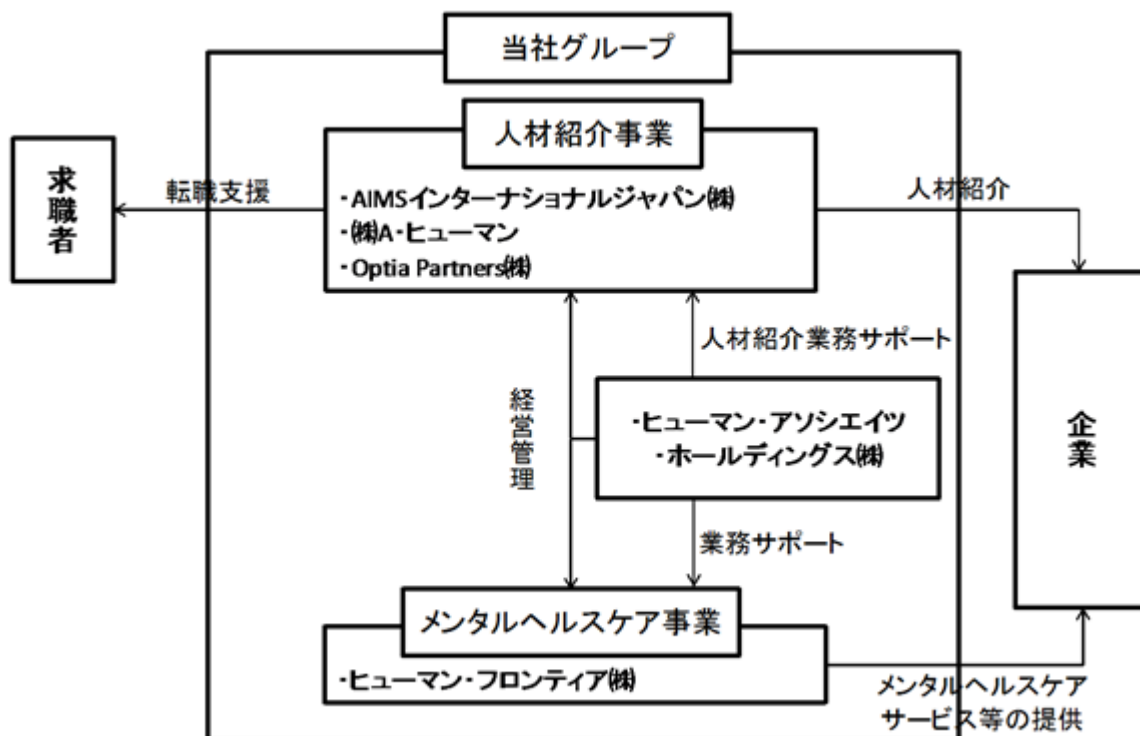 当社グループ
人材紹介事業
求職者
転職支援
・AIMSインターナショナルジャパン㈱
・㈱A・ヒューマン
・Optia Partners㈱
人材紹介
人材紹介業務サポート
経営管理
・ヒューマン・アソシエイツ
・ホールディングス㈱
企業
業務サポート
メンタルヘルスケア事業
・ヒューマン・フロンティア㈱
メンタルヘルスケア
サービス等の提供